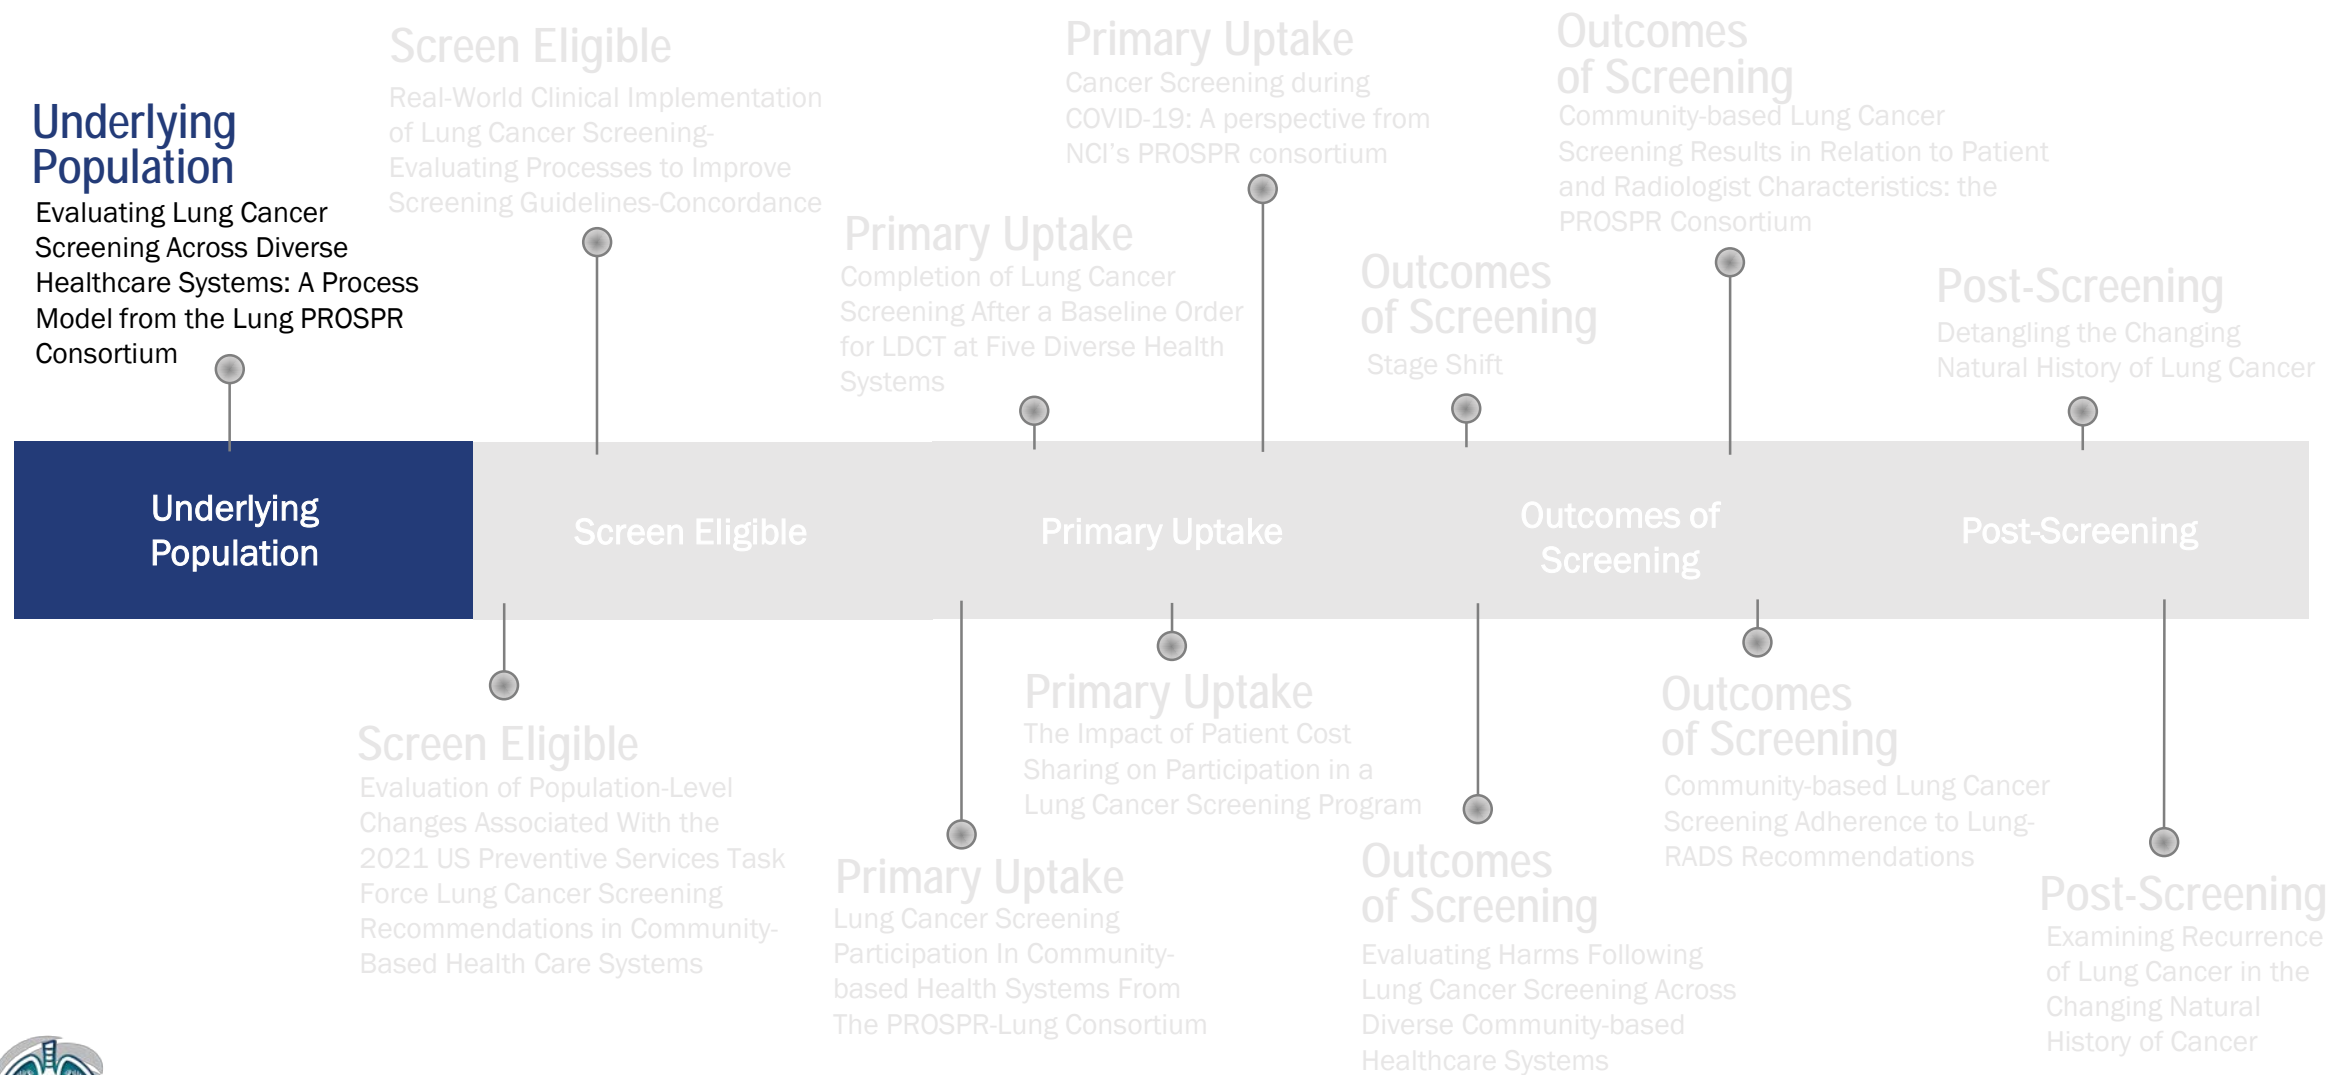 Underlying
Population
Evaluating Lung Cancer
Screening Across Diverse
Healthcare Systems: A Process
Model from the Lung PROSPR
Consortium
Screen Eligible
Real-World Clinical Implementation
of Lung Cancer Screening-
Evaluating Processes to Improve
Screening Guidelines-Concordance
Primary Uptake
Completion of Lung Cancer
Screening After a Baseline Order
for LDCT at Five Diverse Health
Systems
Primary Uptake
Cancer Screening during
COVID-19: A perspective from
NCI's PROSPR consortium
Outcomes
of Screening
Stage Shift
Outcomes
of Screening
Community-based Lung Cancer
Screening Results in Relation to Patient
and Radiologist Characteristics: the
PROSPR Consortium
Post-Screening
Detangling the Changing
Natural History of Lung Cancer
Underlying
Population
Screen Eligible
Primary Uptake
Outcomes of
Screening
Post-Screening
Screen Eligible
Evaluation of Population-Level
Changes Associated With the
2021 US Preventive Services Task
Force Lung Cancer Screening
Recommendations in Community-
Based Health Care Systems
Primary Uptake
Lung Cancer Screening
Participation In Community-
based Health Systems From
The PROSPR-Lung Consortium
Primary Uptake
The Impact of Patient Cost
Sharing on Participation in a
Lung Cancer Screening Program
Outcomes
of Screening
Evaluating Harms Following
Lung Cancer Screening Across
Diverse Community-based
Healthcare Systems
Outcomes
of Screening
Community-based Lung Cancer
Screening Adherence to Lung-
RADS Recommendations
Post-Screening
Examining Recurrence
of Lung Cancer in the
Changing Natural
History of Cancer